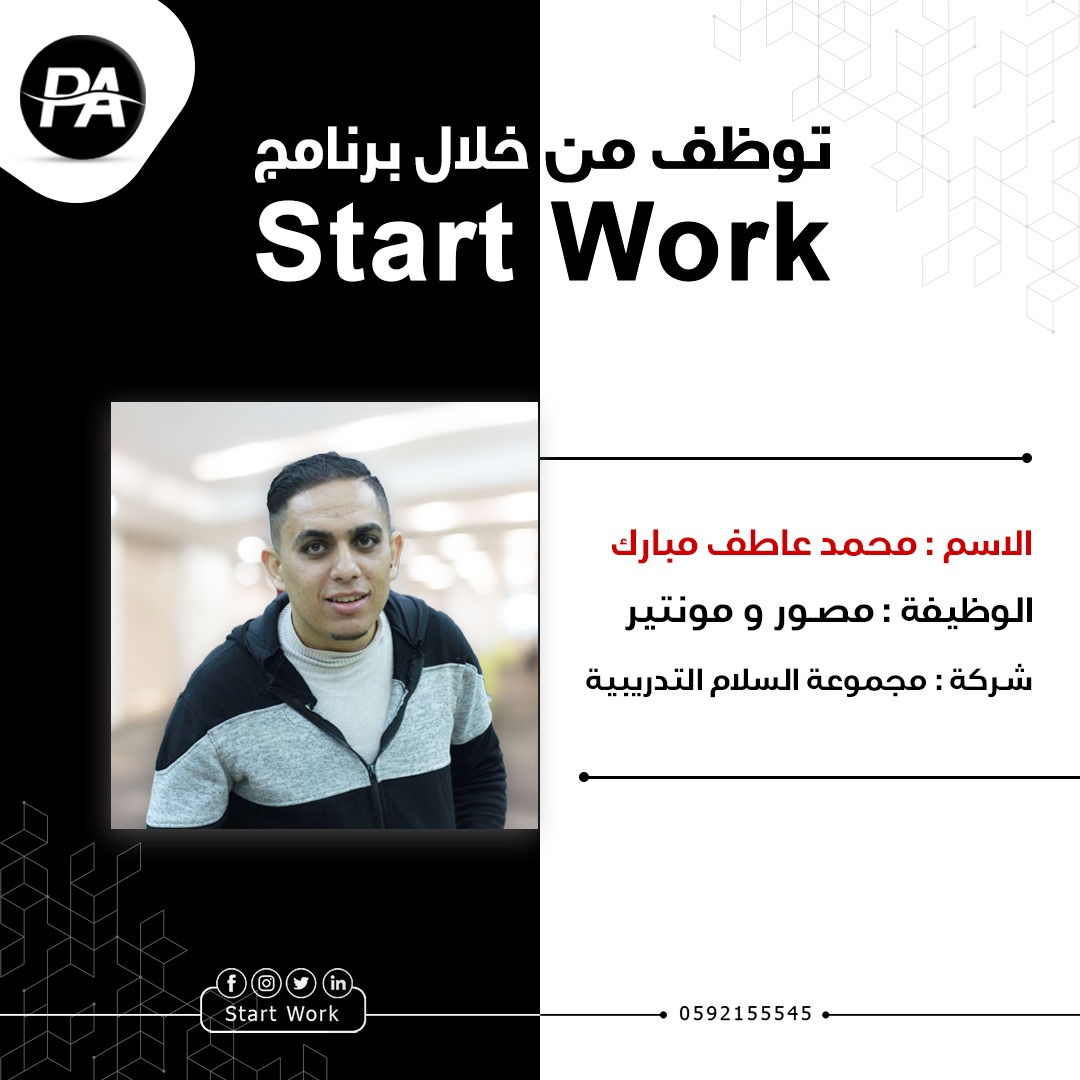 PA
توظف من خلال برنامج
Start Work
الاسم : محمد عاطف مبارك
الوظيفة : مصور و مونتير
شركة : مجموعة السلام التدريبية
Start Work
0592155545